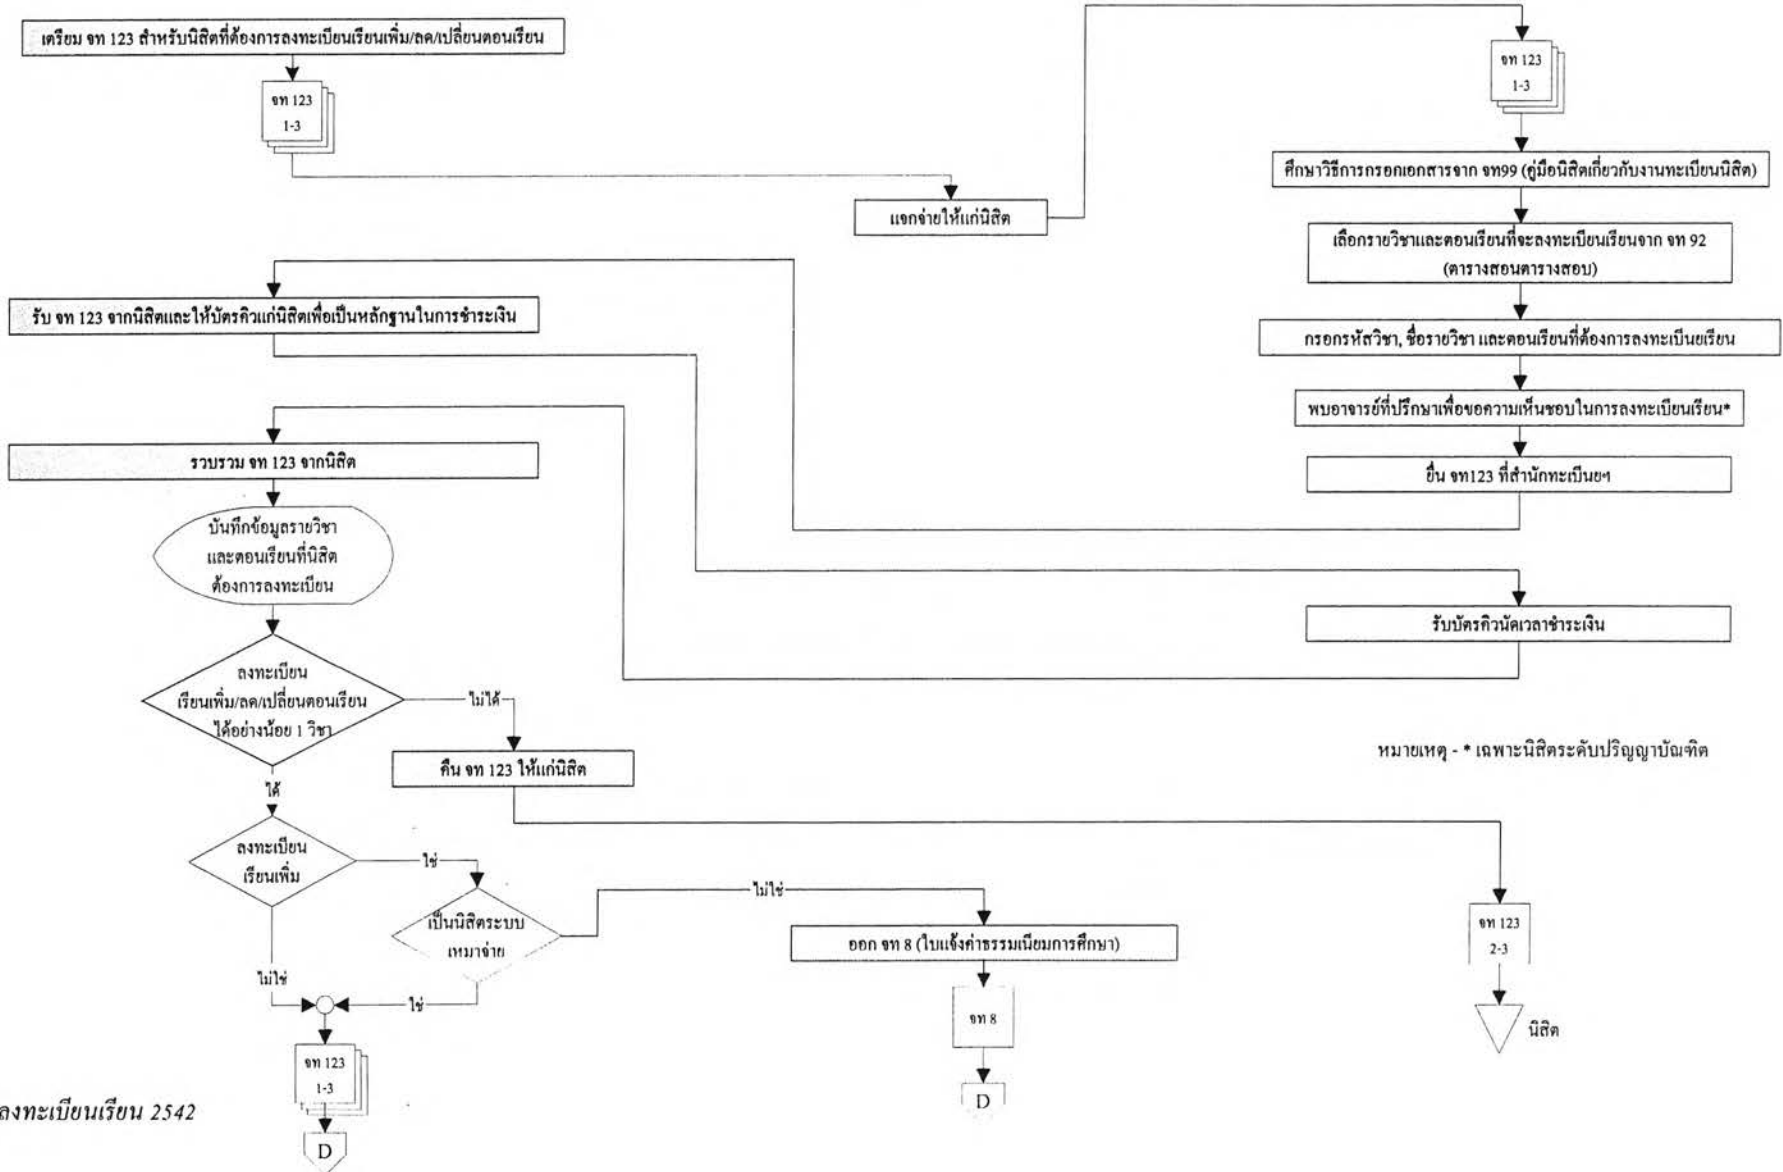 เตรียม จท 123 สำหรับนิสิตที่ต้องการลงทะเบียนเรียนเพิ่ม/ลด/เปลี่ยนตอนเรียน
จท 123
1-3
แจกจ่ายให้แก่นิสิต
จท 123
1-3
ศึกษาวิธีการกรอกเอกสารจาก จท99 (คู่มือนิสิตเกี่ยวกับงานทะเบียนนิสิต)
เลือกรายวิชาและตอนเรียนที่จะลงทะเบียนเรียนจาก จท 92
(ตารางสอนตารางสอบ)
กรอกรหัสวิชา, ชื่อรายวิชา และตอนเรียนที่ต้องการลงทะเบียนเรียน
พบอาจารย์ที่ปรึกษาเพื่อขอความเห็นชอบในการลงทะเบียนเรียน*
ยื่น จท123 ที่สำนักทะเบียนฯ
รับ จท 123 จากนิสิตและให้บัตรคิวแก่นิสิตเพื่อเป็นหลักฐานในการชำระเงิน
รับบัตรคิวนัดเวลาชำระเงิน
รวบรวม จท 123 จากนิสิต
บันทึกข้อมูลรายวิชา
และตอนเรียนที่นิสิต
ต้องการลงทะเบียน
ลงทะเบียน
เรียนเพิ่ม/ลด/เปลี่ยนตอนเรียน
ได้อย่างน้อย 1 วิชา
ไม่ได้
คืน จท 123 ให้แก่นิสิต
หมายเหตุ - * เฉพาะนิสิตระดับปริญญาบัณฑิต
ได้
ลงทะเบียน
เรียนเพิ่ม
ใช่
เป็นนิสิตระบบ
เหมาจ่าย
ไม่ใช่
ออก จท 8 (ใบแจ้งค่าธรรมเนียมการศึกษา)
จท 8
D
จท 123
2-3
นิสิต
ไม่ใช่
ใช่
จท 123
1-3
D
ลงทะเบียนเรียน 2542